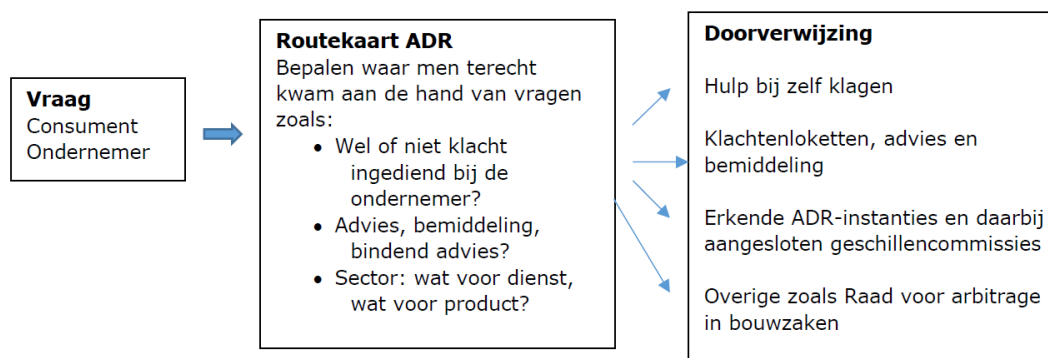 Vraag
Consument
Ondernemer
Routekaart ADR
Bepalen waar men terecht
kwam aan de hand van vragen
zoals:
• Wel of niet klacht
ingediend bij de
ondernemer?
• Advies, bemiddeling,
bindend advies?
• Sector: wat voor dienst,
wat voor product?
Doorverwijzing
Hulp bij zelf klagen
Klachtenloketten, advies en
bemiddeling
Erkende ADR-instanties en daarbij
aangesloten geschillencommissies
Overige zoals Raad voor arbitrage
in bouwzaken